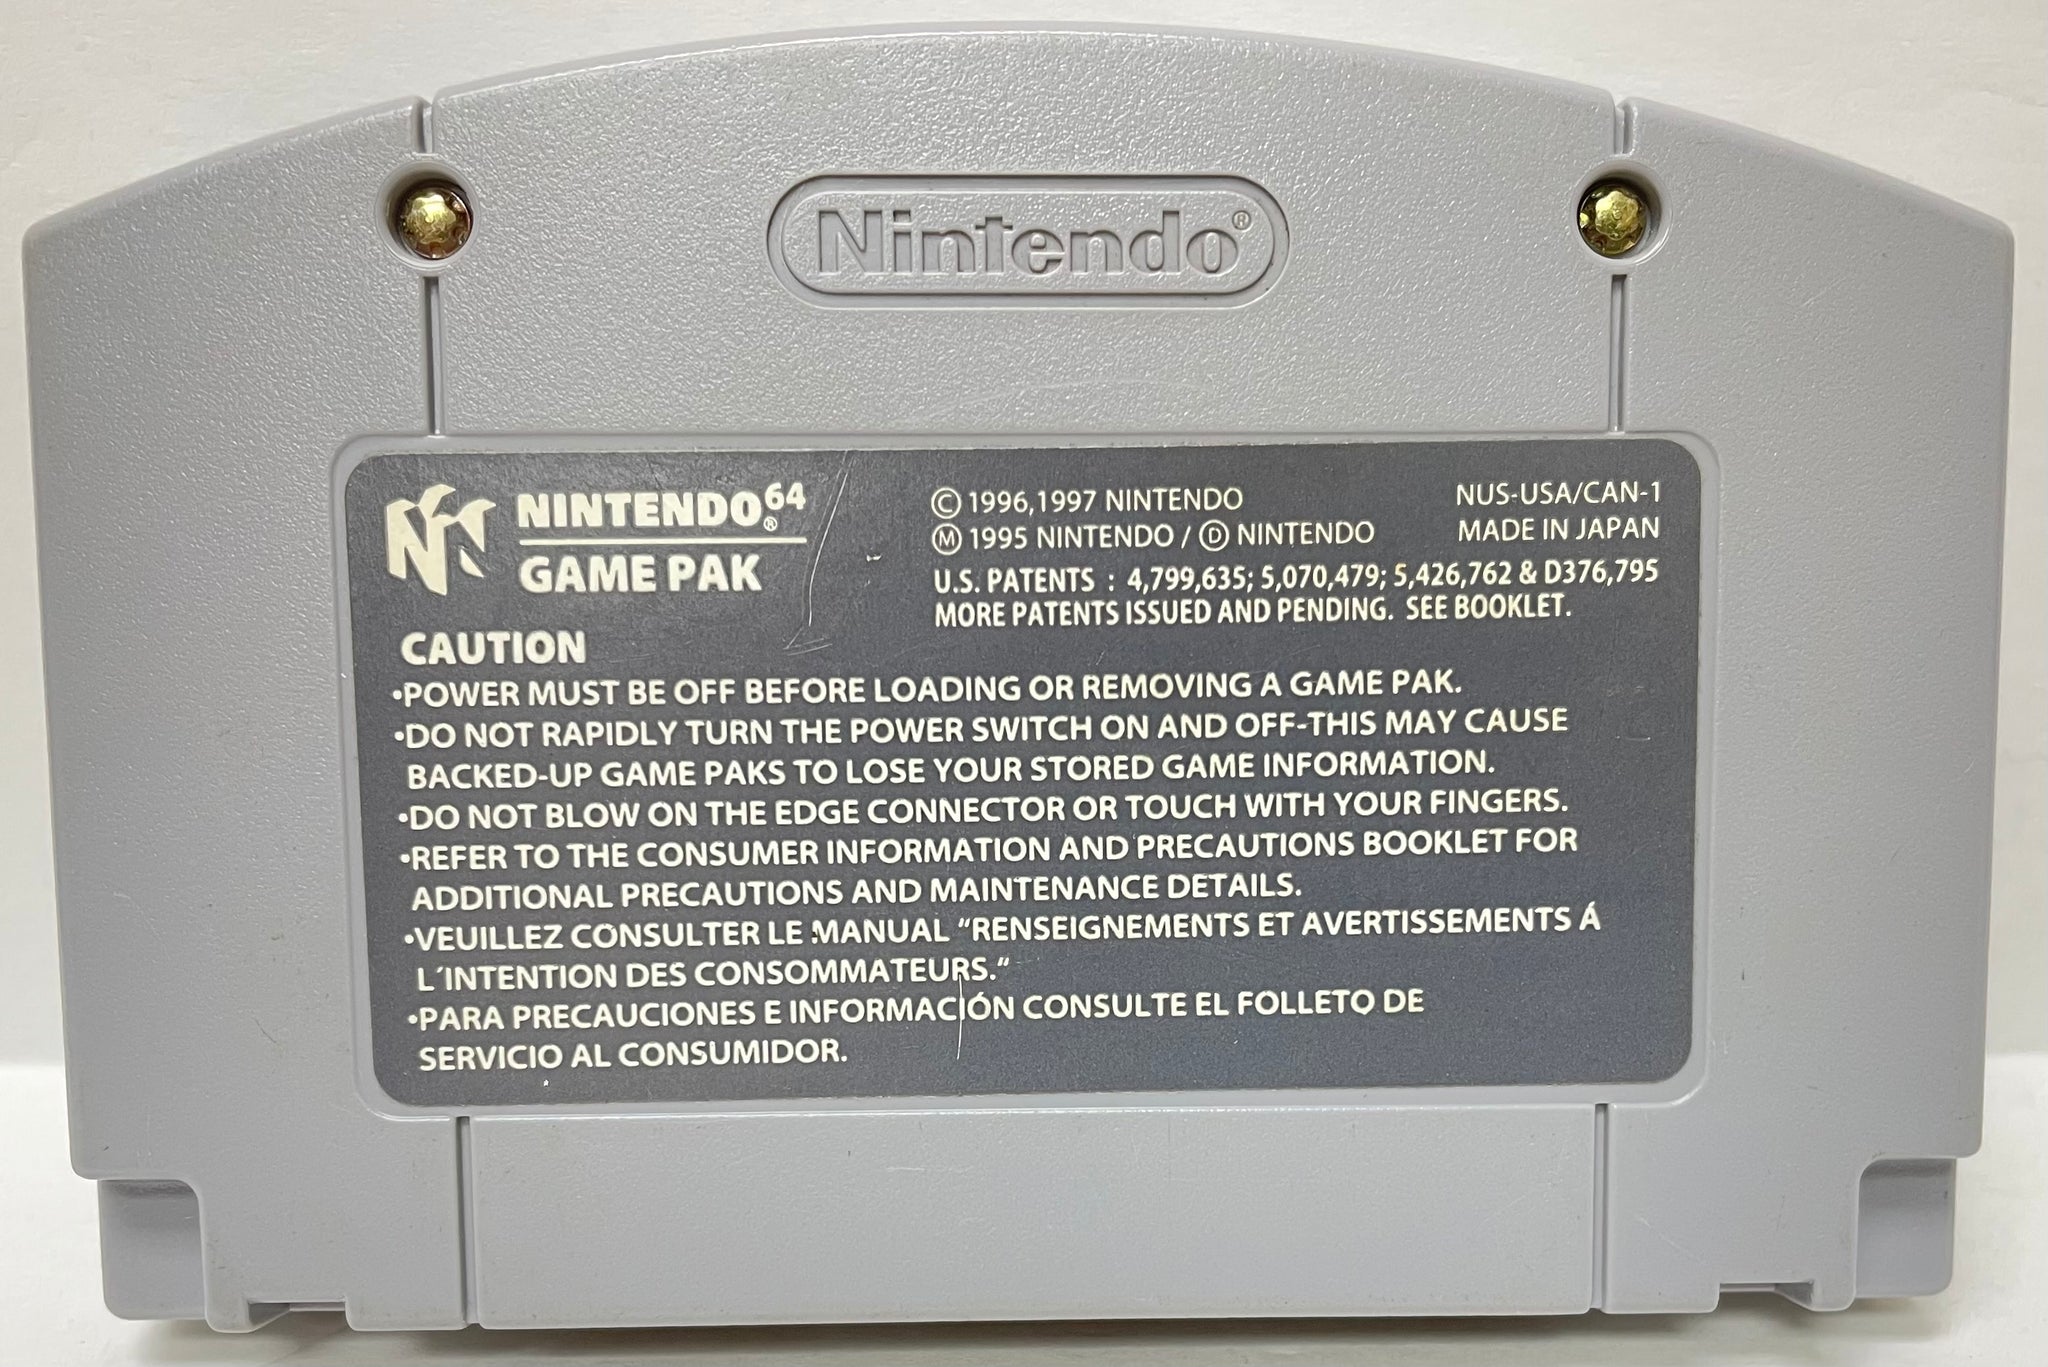 Nintendo®
NINTENDO⁶⁴®
GAME PAK
Ⓒ 1996,1997 NINTENDO
Ⓜ 1995 NINTENDO / Ⓓ NINTENDO
NUS-USA/CAN-1
MADE IN JAPAN
U.S. PATENTS : 4,799,635; 5,070,479; 5,426,762 & D376,795
MORE PATENTS ISSUED AND PENDING. SEE BOOKLET.
CAUTION
•POWER MUST BE OFF BEFORE LOADING OR REMOVING A GAME PAK.
•DO NOT RAPIDLY TURN THE POWER SWITCH ON AND OFF-THIS MAY CAUSE
BACKED-UP GAME PAKS TO LOSE YOUR STORED GAME INFORMATION.
•DO NOT BLOW ON THE EDGE CONNECTOR OR TOUCH WITH YOUR FINGERS.
•REFER TO THE CONSUMER INFORMATION AND PRECAUTIONS BOOKLET FOR
ADDITIONAL PRECAUTIONS AND MAINTENANCE DETAILS.
•VEUILLEZ CONSULTER LE MANUAL "RENSEIGNEMENTS ET AVERTISSEMENTS Á
L´INTENTION DES CONSOMMATEURS."
•PARA PRECAUCIONES E INFORMACIÓN CONSULTE EL FOLLETO DE
SERVICIO AL CONSUMIDOR.